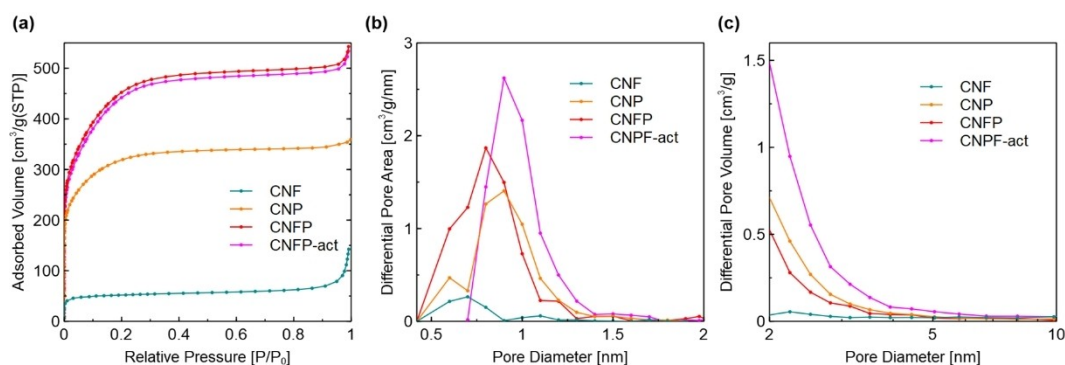 (a)
Adsorbed Volume [cm³/g(STP)]
500
400
300
200
100
0
0
0.2
0.4
0.6
0.8
1
Relative Pressure [P/P₀]
CNF
CNP
CNFP
CNFP-act
(b)
Differential Pore Area [cm³/g/nm]
3
2
1
0
0.5
1.0
1.5
2
Pore Diameter [nm]
CNF
CNP
CNFP
CNPF-act
(c)
Differential Pore Volume [cm³/g]
1.5
1.0
0.5
0
2
5
10
Pore Diameter [nm]
CNF
CNP
CNFP
CNPF-act